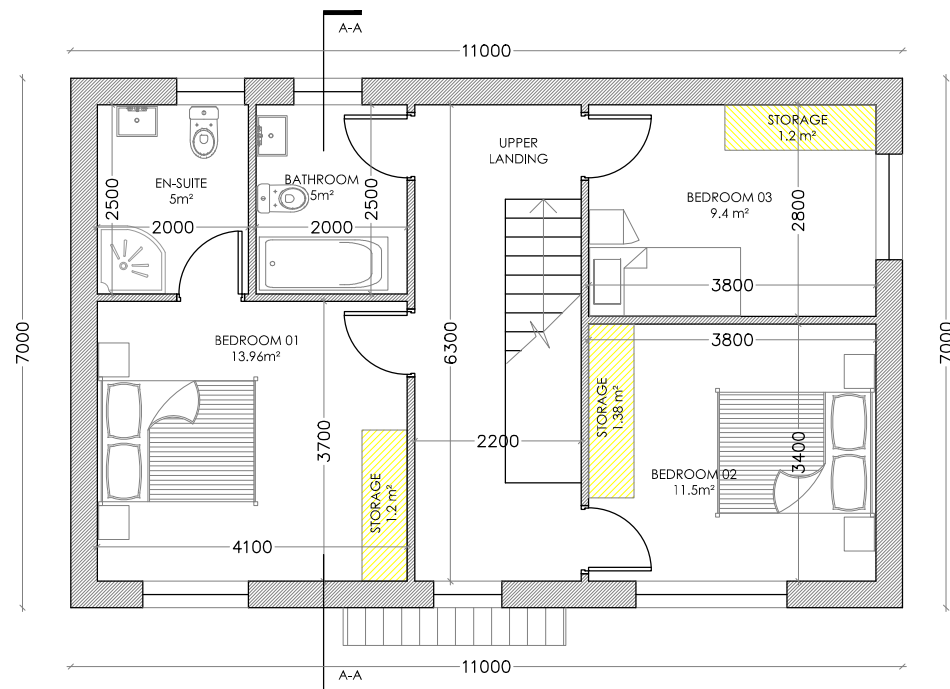 A-A
11000
STORAGE
1.2 m²
UPPER
LANDING
EN-SUITE
5m²
BATHROOM
5m²
2500
2500
2000
2000
BEDROOM 03
9.4 m²
2800
3800
7000
7000
BEDROOM 01
13.96m²
6300
3800
STORAGE
1.38 m²
3700
2200
3400
BEDROOM 02
11.5m²
STORAGE
1.2 m²
4100
11000
A-A